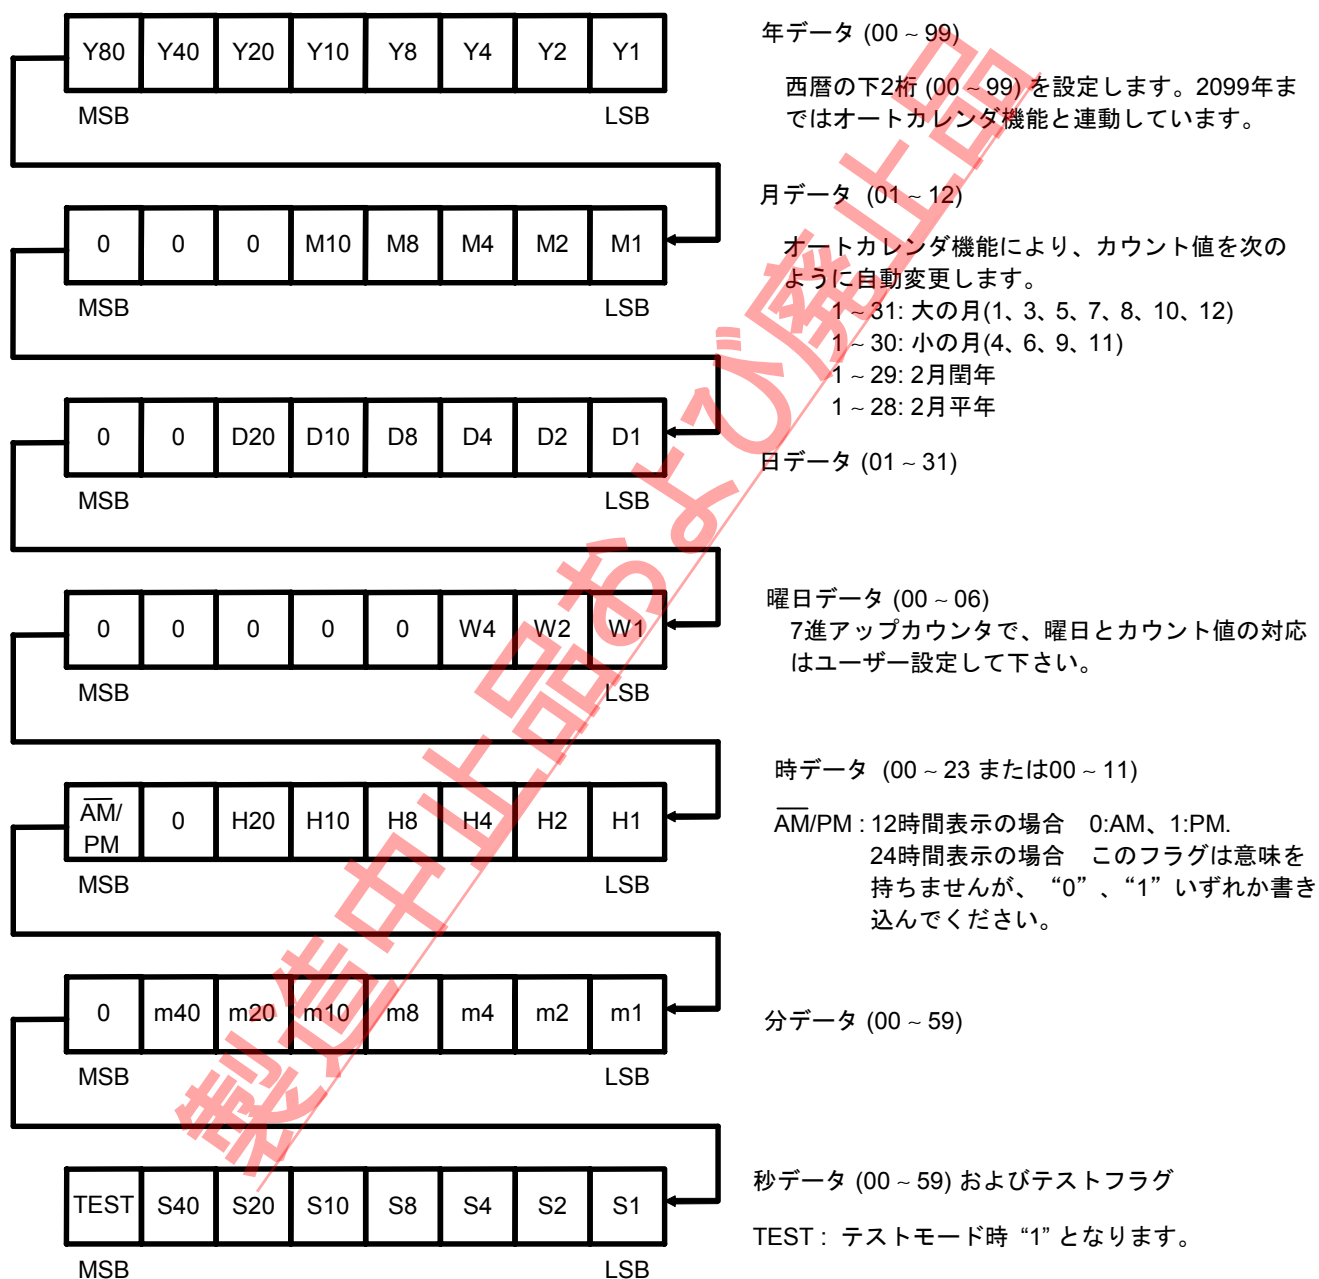 Y80 Y40 Y20 Y10 Y8 Y4 Y2 Y1
MSB LSB
年データ (00 ~ 99)
西暦の下2桁 (00 ~ 99) を設定します。2099年ま
ではオートカレンダ機能と連動しています。
0 0 0 M10 M8 M4 M2 M1
MSB LSB
月データ (01 ~ 12)
オートカレンダ機能により、カウント値を次の
ように自動変更します。
1 ~ 31: 大の月(1、3、5、7、8、10、12)
1 ~ 30: 小の月(4、6、9、11)
1 ~ 29: 2月閏年
1 ~ 28: 2月平年
0 0 D20 D10 D8 D4 D2 D1
MSB LSB
日データ (01 ~ 31)
0 0 0 0 0 W4 W2 W1
MSB LSB
曜日データ (00 ~ 06)
7進アップカウンタで、曜日とカウント値の対応
はユーザー設定して下さい。
AM/
PM 0 H20 H10 H8 H4 H2 H1
MSB LSB
時データ (00 ~ 23 または00 ~ 11)
AM/PM : 12時間表示の場合 0:AM、1:PM.
24時間表示の場合 このフラグは意味を
持ちませんが、“0”、“1”いずれか書き
込んでください。
0 m40 m20 m10 m8 m4 m2 m1
MSB LSB
分データ (00 ~ 59)
TEST S40 S20 S10 S8 S4 S2 S1
MSB LSB
秒データ (00 ~ 59) およびテストフラグ
TEST : テストモード時 “1” となります。
製造中止品および廃止品